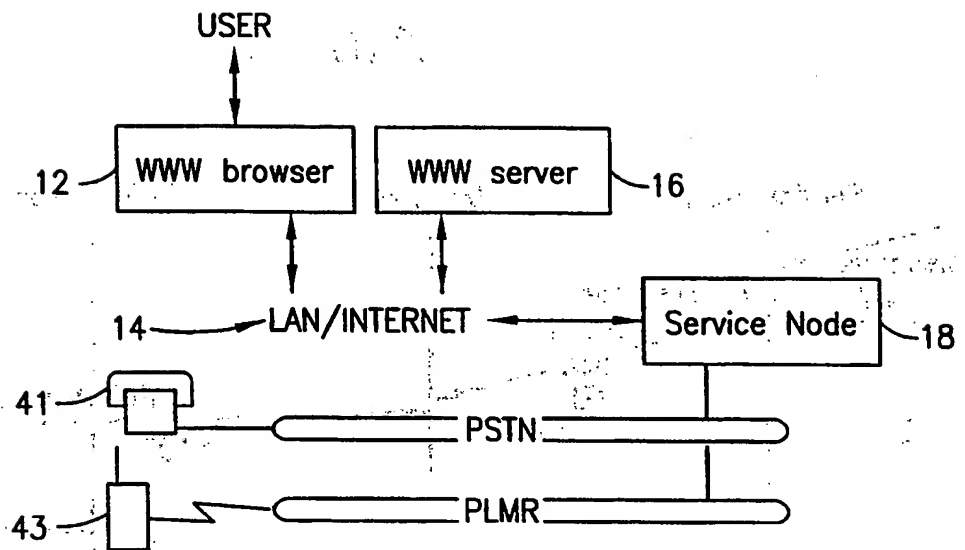 USER
12 WWW browser WWW server 16
14 LAN/INTERNET Service Node 18
41 PSTN
43 PLMR